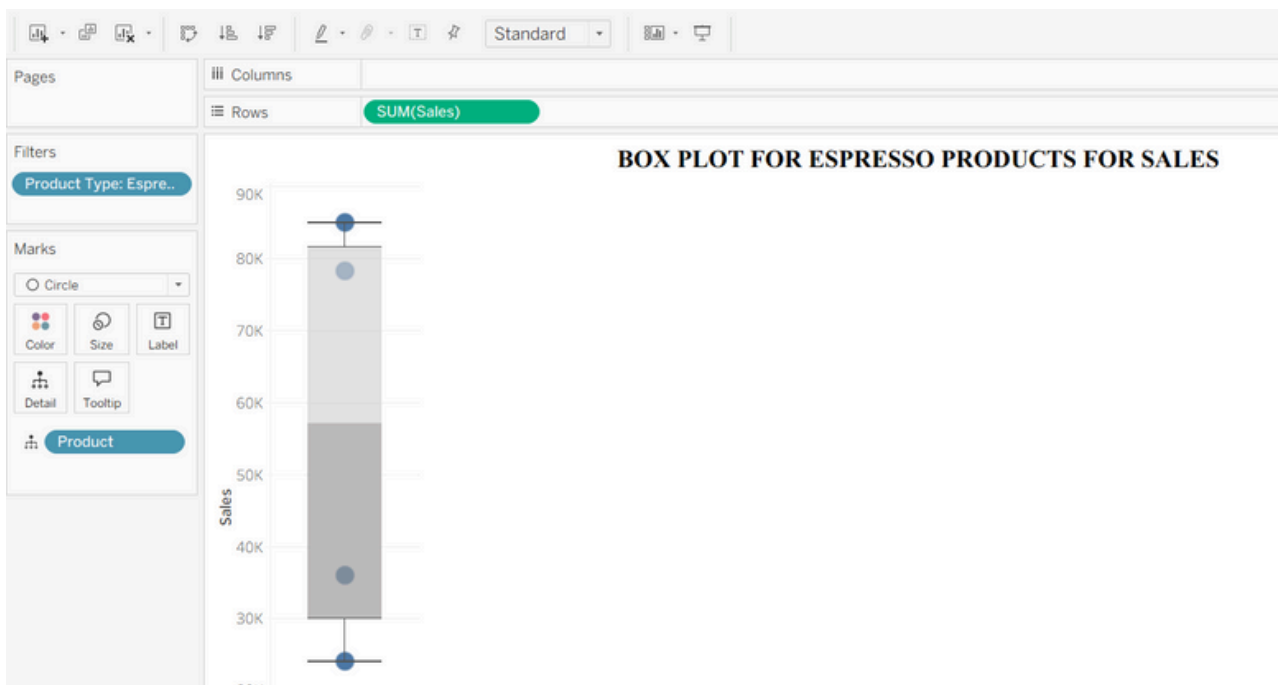 Standard
Pages
Columns
Rows
SUM(Sales)
Filters
Product Type: Espre..
Marks
Circle
Color
Size
Label
Detail
Tooltip
Product
BOX PLOT FOR ESPRESSO PRODUCTS FOR SALES
90K
80K
70K
60K
50K
40K
30K
Sales